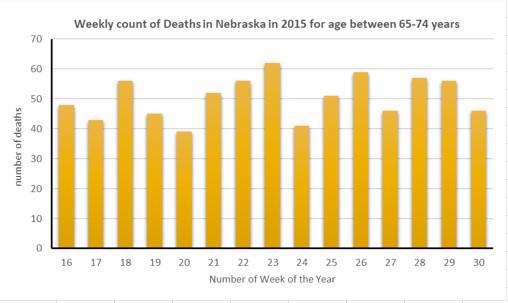 Weekly count of Deaths in Nebraska in 2015 for age between 65-74 years
70
60
50
40
30
20
10
0
number of deaths
16 17 18 19 20 21 22 23 24 25 26 27 28 29 30
Number of Week of the Year